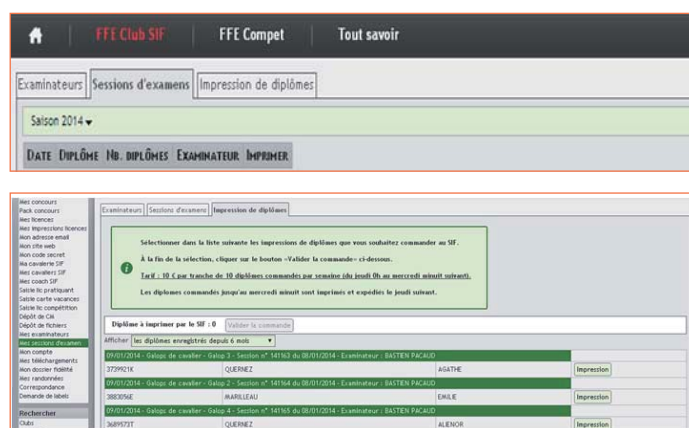 FFE Club SIF FFE Compet Tout savoir
Examinateurs Sessions d'examens Impression de diplômes
Saison 2014
DATE DIPLÔME NB. DIPLÔMES EXAMINATEUR IMPRIMER
Mes concours
Pack concours
Mes licences
Mes impressions licences
Mon adresse email
Mon site web
Mon code secret
Ma cavalerie SIF
Mes cavaliers SIF
Mes coach SIF
Saisie lic pratiquant
Saisie carte vacances
Saisie lic compétition
Dépôt de CM
Dépôt de fichiers
Mes examinateurs
Mes sessions d'examen
Mon compte
Mes téléchargements
Mon dossier fidélité
Mes randonnées
Correspondance
Demande de labels
Rechercher
Clubs
Examinateurs Sessions d'examens Impression de diplômes
Sélectionner dans la liste suivante les impressions de diplômes que vous souhaitez commander au SIF.
À la fin de la sélection, cliquer sur le bouton «Valider la commande» ci-dessous.
Tarif : 10 € par tranche de 10 diplômes commandés par semaine (du jeudi 0h au mercredi minuit suivant).
Les diplômes commandés jusqu'au mercredi minuit sont imprimés et expédiés le jeudi suivant.
Diplôme à imprimer par le SIF : 0 Valider la commande
Afficher les diplômes enregistrés depuis 6 mois
09/01/2014 - Galops de cavalier - Galop 3 - Session n° 141163 du 08/01/2014 - Examinateur : BASTIEN PACAUD
3739921K QUERNEZ AGATHE Impression
09/01/2014 - Galops de cavalier - Galop 2 - Session n° 141164 du 08/01/2014 - Examinateur : BASTIEN PACAUD
3883056E MARILLEAU EMILIE Impression
09/01/2014 - Galops de cavalier - Galop 4 - Session n° 141165 du 08/01/2014 - Examinateur : BASTIEN PACAUD
3689573T QUERNEZ ALIENOR Impression